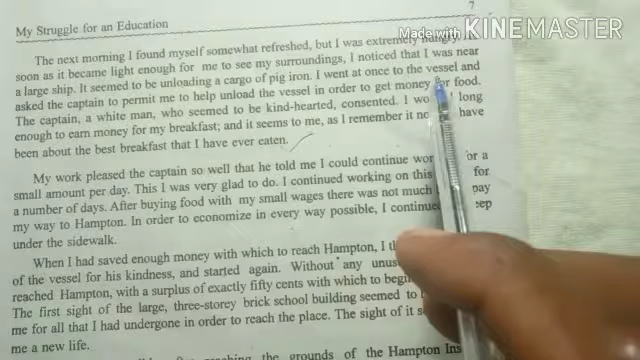 7
My Struggle for an Education
Made with KINEMASTER
The next morning I found myself somewhat refreshed, but I was extremely hungry.
soon as it became light enough for me to see my surroundings, I noticed that I was near
a large ship. It seemed to be unloading a cargo of pig iron. I went at once to the vessel and
asked the captain to permit me to help unload the vessel in order to get money for food.
The captain, a white man, who seemed to be kind-hearted, consented. I long
enough to earn money for my breakfast; and it seems to me, as I remember it have
been about the best breakfast that I have ever eaten.
My work pleased the captain so well that he told me I could continue for a
small amount per day. This I was very glad to do. I continued working on this for
a number of days. After buying food with my small wages there was not much pay
my way to Hampton. In order to economize in every way possible, I
under the sidewalk.
When I had saved enough money with which to reach Hampton, I
of the vessel for his kindness, and started again. Without any
reached Hampton, with a surplus of exactly fifty cents with which to
The first sight of the large, three-storey brick school building seemed to
me for all that I had undergone in order to reach the place. The sight of it
me a new life.
the grounds of the Hampton